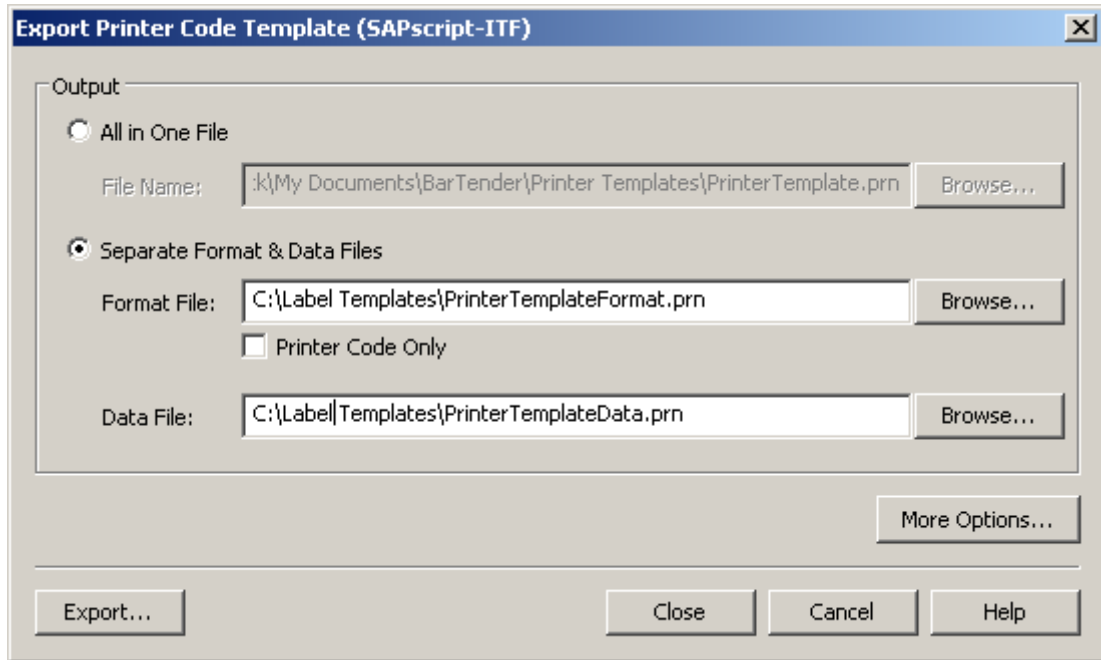 Export Printer Code Template (SAPscript-ITF)
Output
All in One File
File Name: :k\My Documents\BarTender\Printer Templates\PrinterTemplate.prn Browse...
Separate Format & Data Files
Format File: C:\Label Templates\PrinterTemplateFormat.prn Browse...
Printer Code Only
Data File: C:\Label Templates\PrinterTemplateData.prn Browse...
More Options...
Export... Close Cancel Help